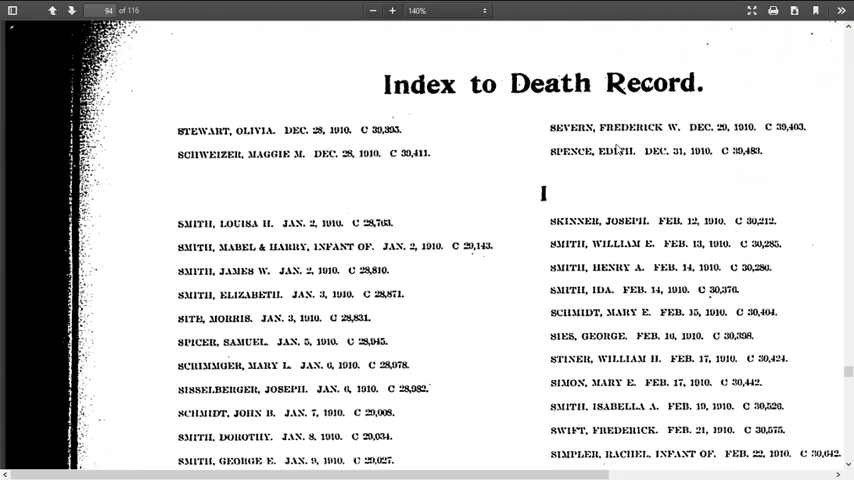 94 of 116
140%
Index to Death Record.
STEWART, OLIVIA. DEC. 28, 1910. C 39,395.
SCHWEIZER, MAGGIE M. DEC. 28, 1910. C 39,411.
SEVERN, FREDERICK W. DEC. 29, 1910. C 39,403.
SPENCE, EDITH. DEC. 31, 1910. C 39,483.
I
SMITH, LOUISA H. JAN. 2, 1910. C 28,703.
SMITH, MABEL & HARRY, INFANT OF. JAN. 2, 1910. C 29,143.
SMITH, JAMES W. JAN. 2, 1910. C 28,810.
SMITH, ELIZABETH. JAN. 3, 1910. C 28,871.
SITE, MORRIS. JAN. 3, 1910. C 28,831.
SPICER, SAMUEL. JAN. 5, 1910. C 28,945.
SCRIMMGER, MARY L. JAN. 6, 1910. C 28,978.
SISSELBERGER, JOSEPH. JAN. 6, 1910. C 28,982.
SCHMIDT, JOHN B. JAN. 7, 1910. C 29,008.
SMITH, DOROTHY. JAN. 8, 1910. C 29,034.
SMITH, GEORGE E. JAN. 9, 1910. C 29,027.
SKINNER, JOSEPH. FEB. 12, 1910. C 30,212.
SMITH, WILLIAM E. FEB. 13, 1910. C 30,285.
SMITH, HENRY A. FEB. 14, 1910. C 30,286.
SMITH, IDA. FEB. 14, 1910. C 30,376.
SCHMIDT, MARY E. FEB. 15, 1910. C 30,404.
SIES, GEORGE. FEB. 16, 1910. C 30,398.
STINER, WILLIAM H. FEB. 17, 1910. C 30,424.
SIMON, MARY E. FEB. 17, 1910. C 30,442.
SMITH, ISABELLA A. FEB. 19, 1910. C 30,526.
SWIFT, FREDERICK. FEB. 21, 1910. C 30,575.
SIMPLER, RACHEL, INFANT OF. FEB. 22, 1910. C 30,642.